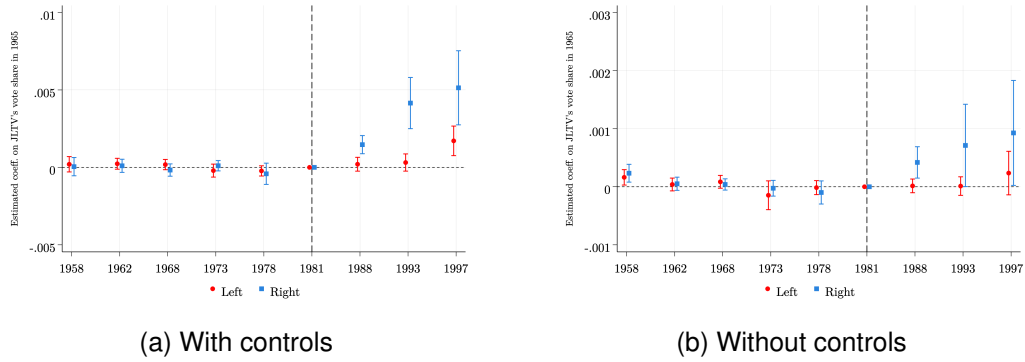 Estimated coeff. on JLTV's vote share in 1965
.01
.005
0
-.005
1958 1962 1968 1973 1978 1981 1988 1993 1997
Left Right
(a) With controls
Estimated coeff. on JLTV's vote share in 1965
.003
.002
.001
0
-.001
1958 1962 1968 1973 1978 1981 1988 1993 1997
Left Right
(b) Without controls